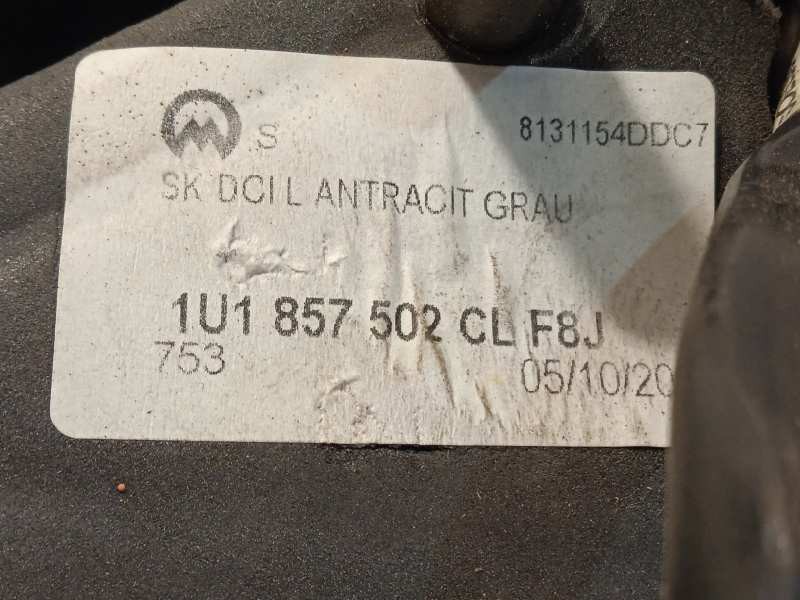 S 8131154DDC7
SK DCI L ANTRACIT GRAU
1U1 857 502 CL F8J
753 05/10/20